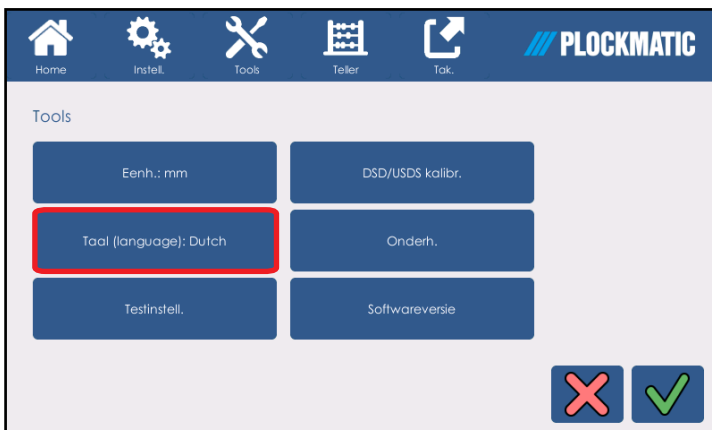 Home
Instell.
Tools
Teller
Tak.
PLOCKMATIC
Tools
Eenh.: mm
DSD/USDS kalibr.
Taal (language): Dutch
Onderh.
Testinstell.
Softwareversie